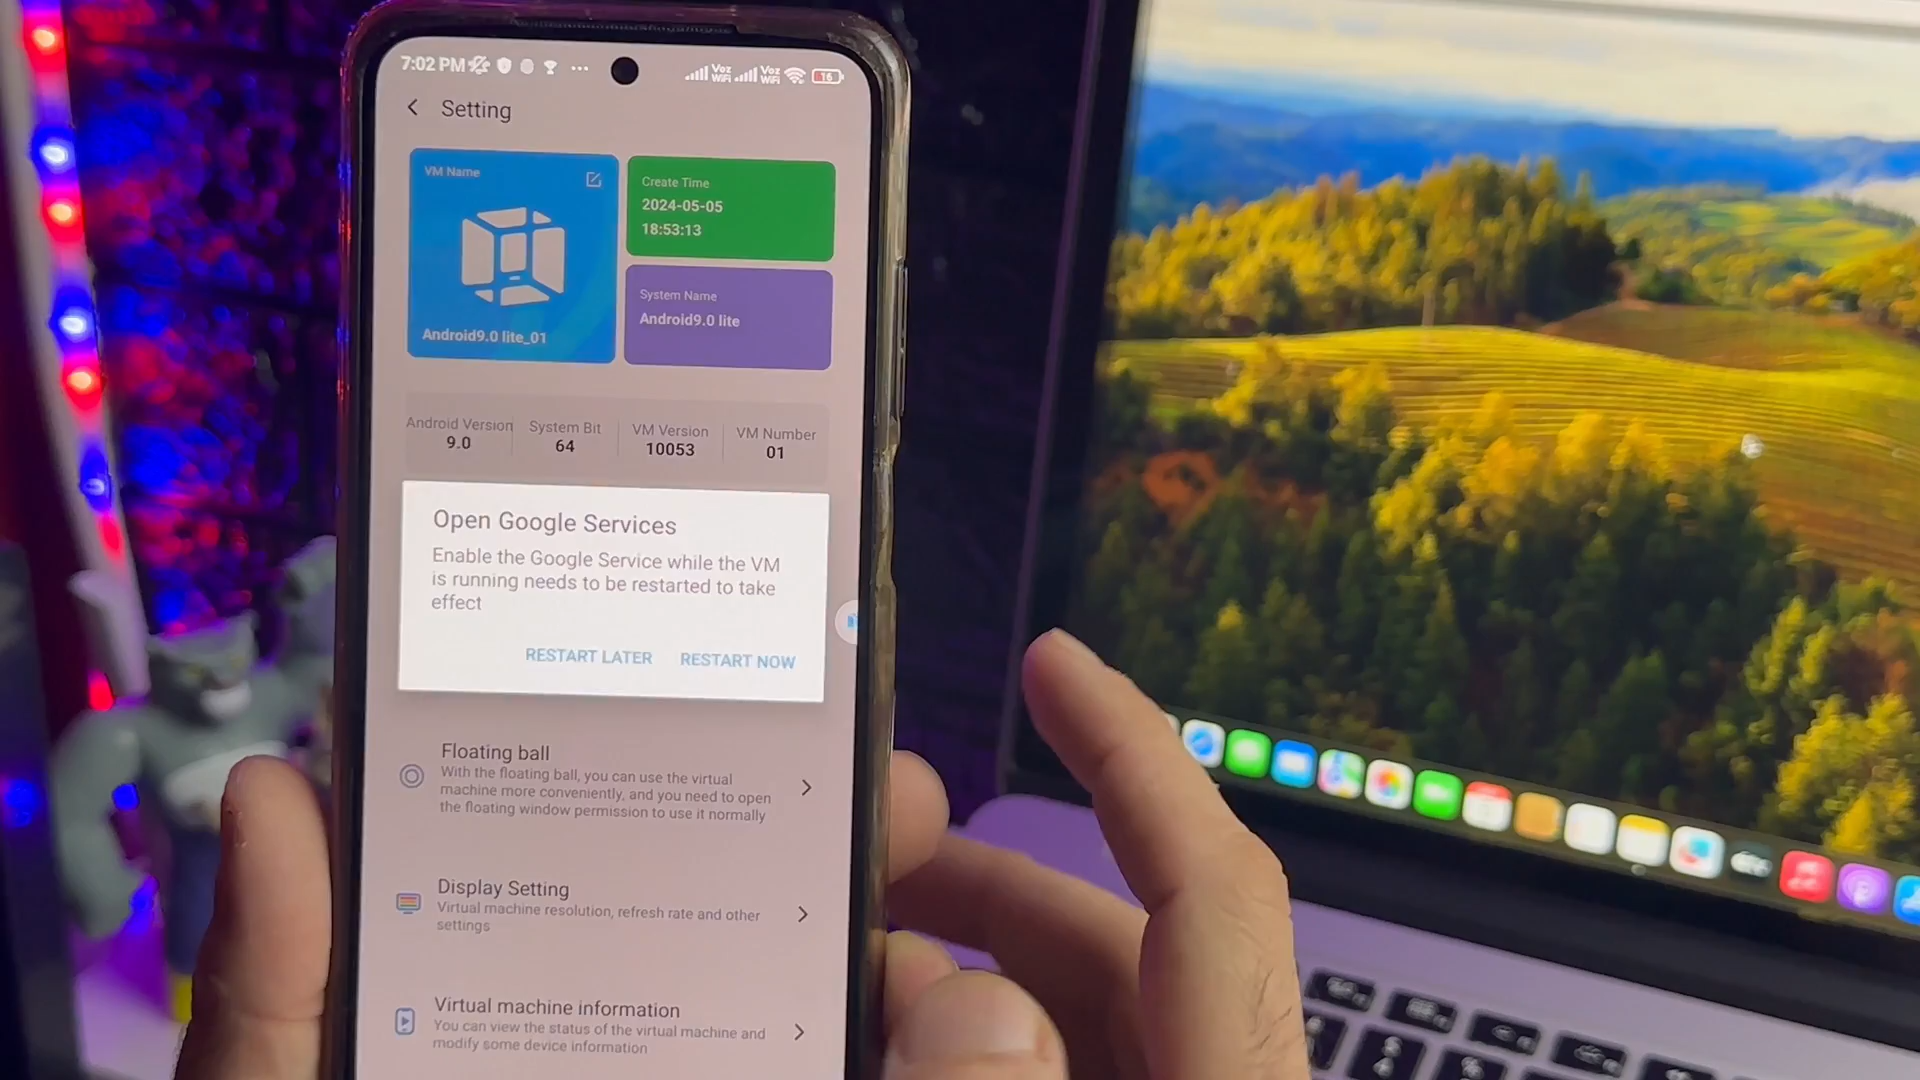 7:02 PM
Voz
WiFi
Voz
WiFi
16
Setting
VM Name
Android9.0 lite_01
Create Time
2024-05-05
18:53:13
System Name
Android9.0 lite
Android Version
9.0
System Bit
64
VM Version
10053
VM Number
01
Open Google Services
Enable the Google Service while the VM
is running needs to be restarted to take
effect
RESTART LATER
RESTART NOW
Floating ball
With the floating ball, you can use the virtual
machine more conveniently, and you need to open
the floating window permission to use it normally
Display Setting
Virtual machine resolution, refresh rate and other
settings
Virtual machine information
You can view the status of the virtual machine and
modify some device information